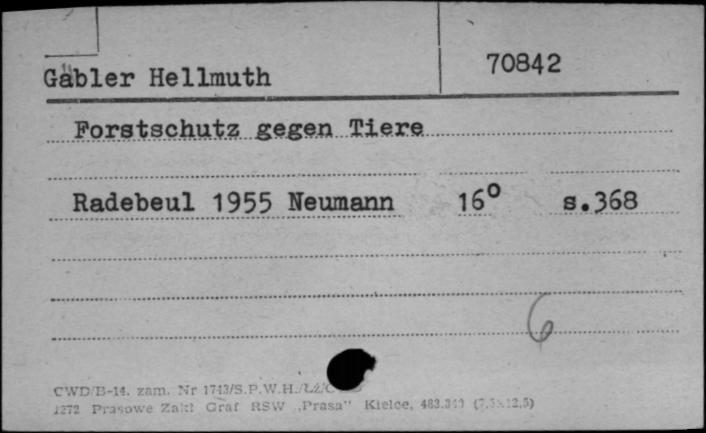 Gäbler Hellmuth 70842
Forstschutz gegen Tiere
Radebeul 1955 Neumann 16° s.368
6
CWD/B-14. zam. Nr 1743/S.P.W.H./
1272 Prasowe Zakł Graf RSW „Prasa" Kielce,